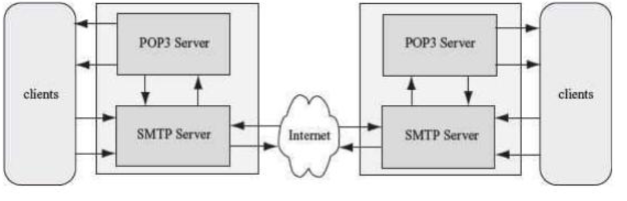 POP3 Server
POP3 Server
clients
clients
SMTP Server
Internet
SMTP Server